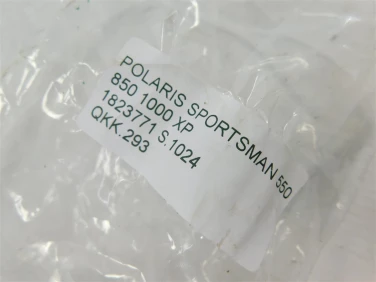 POLARIS SPORTSMAN 550
850 1000 XP
1823771 S.1024
QKK.293